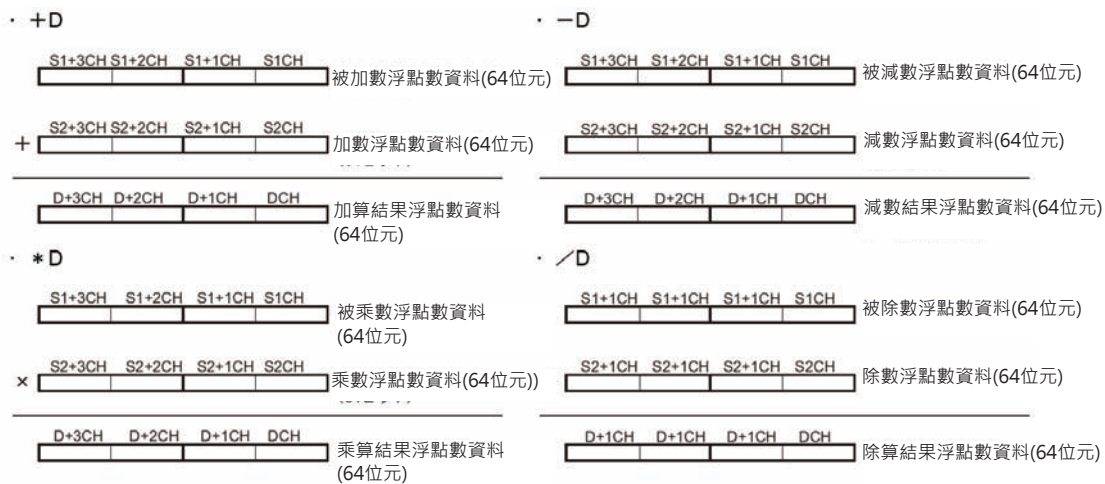 · +D
S1+3CH S1+2CH S1+1CH S1CH
被加數浮點數資料(64位元)
S2+3CH S2+2CH S2+1CH S2CH
+ 加數浮點數資料(64位元)
D+3CH D+2CH D+1CH DCH
加算結果浮點數資料
(64位元)
· −D
S1+3CH S1+2CH S1+1CH S1CH
被減數浮點數資料(64位元)
S2+3CH S2+2CH S2+1CH S2CH
減數浮點數資料(64位元)
D+3CH D+2CH D+1CH DCH
減數結果浮點數資料(64位元)
· *D
S1+3CH S1+2CH S1+1CH S1CH
被乘數浮點數資料
(64位元)
S2+3CH S2+2CH S2+1CH S2CH
× 乘數浮點數資料(64位元))
D+3CH D+2CH D+1CH DCH
乘算結果浮點數資料
(64位元)
· /D
S1+1CH S1+1CH S1+1CH S1CH
被除數浮點數資料(64位元)
S2+1CH S2+1CH S2+1CH S2CH
除數浮點數資料(64位元)
D+1CH D+1CH D+1CH DCH
除算結果浮點數資料(64位元)